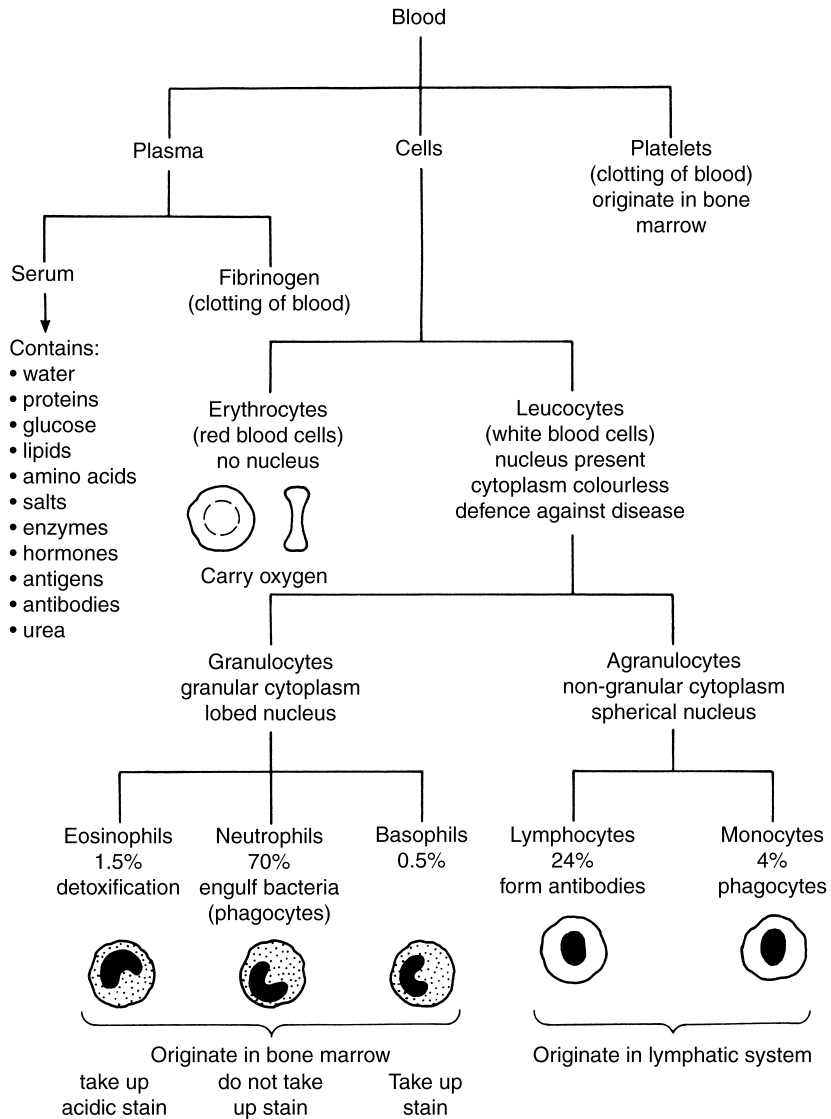 Blood
Plasma
Cells
Platelets
(clotting of blood)
originate in bone
marrow
Serum
Fibrinogen
(clotting of blood)
Contains:
• water
• proteins
• glucose
• lipids
• amino acids
• salts
• enzymes
• hormones
• antigens
• antibodies
• urea
Erythrocytes
(red blood cells)
no nucleus
Carry oxygen
Leucocytes
(white blood cells)
nucleus present
cytoplasm colourless
defence against disease
Granulocytes
granular cytoplasm
lobed nucleus
Agranulocytes
non-granular cytoplasm
spherical nucleus
Eosinophils
1.5%
detoxification
Neutrophils
70%
engulf bacteria
(phagocytes)
Basophils
0.5%
Lymphocytes
24%
form antibodies
Monocytes
4%
phagocytes
Originate in bone marrow
take up
acidic stain
do not take
up stain
Take up
stain
Originate in lymphatic system